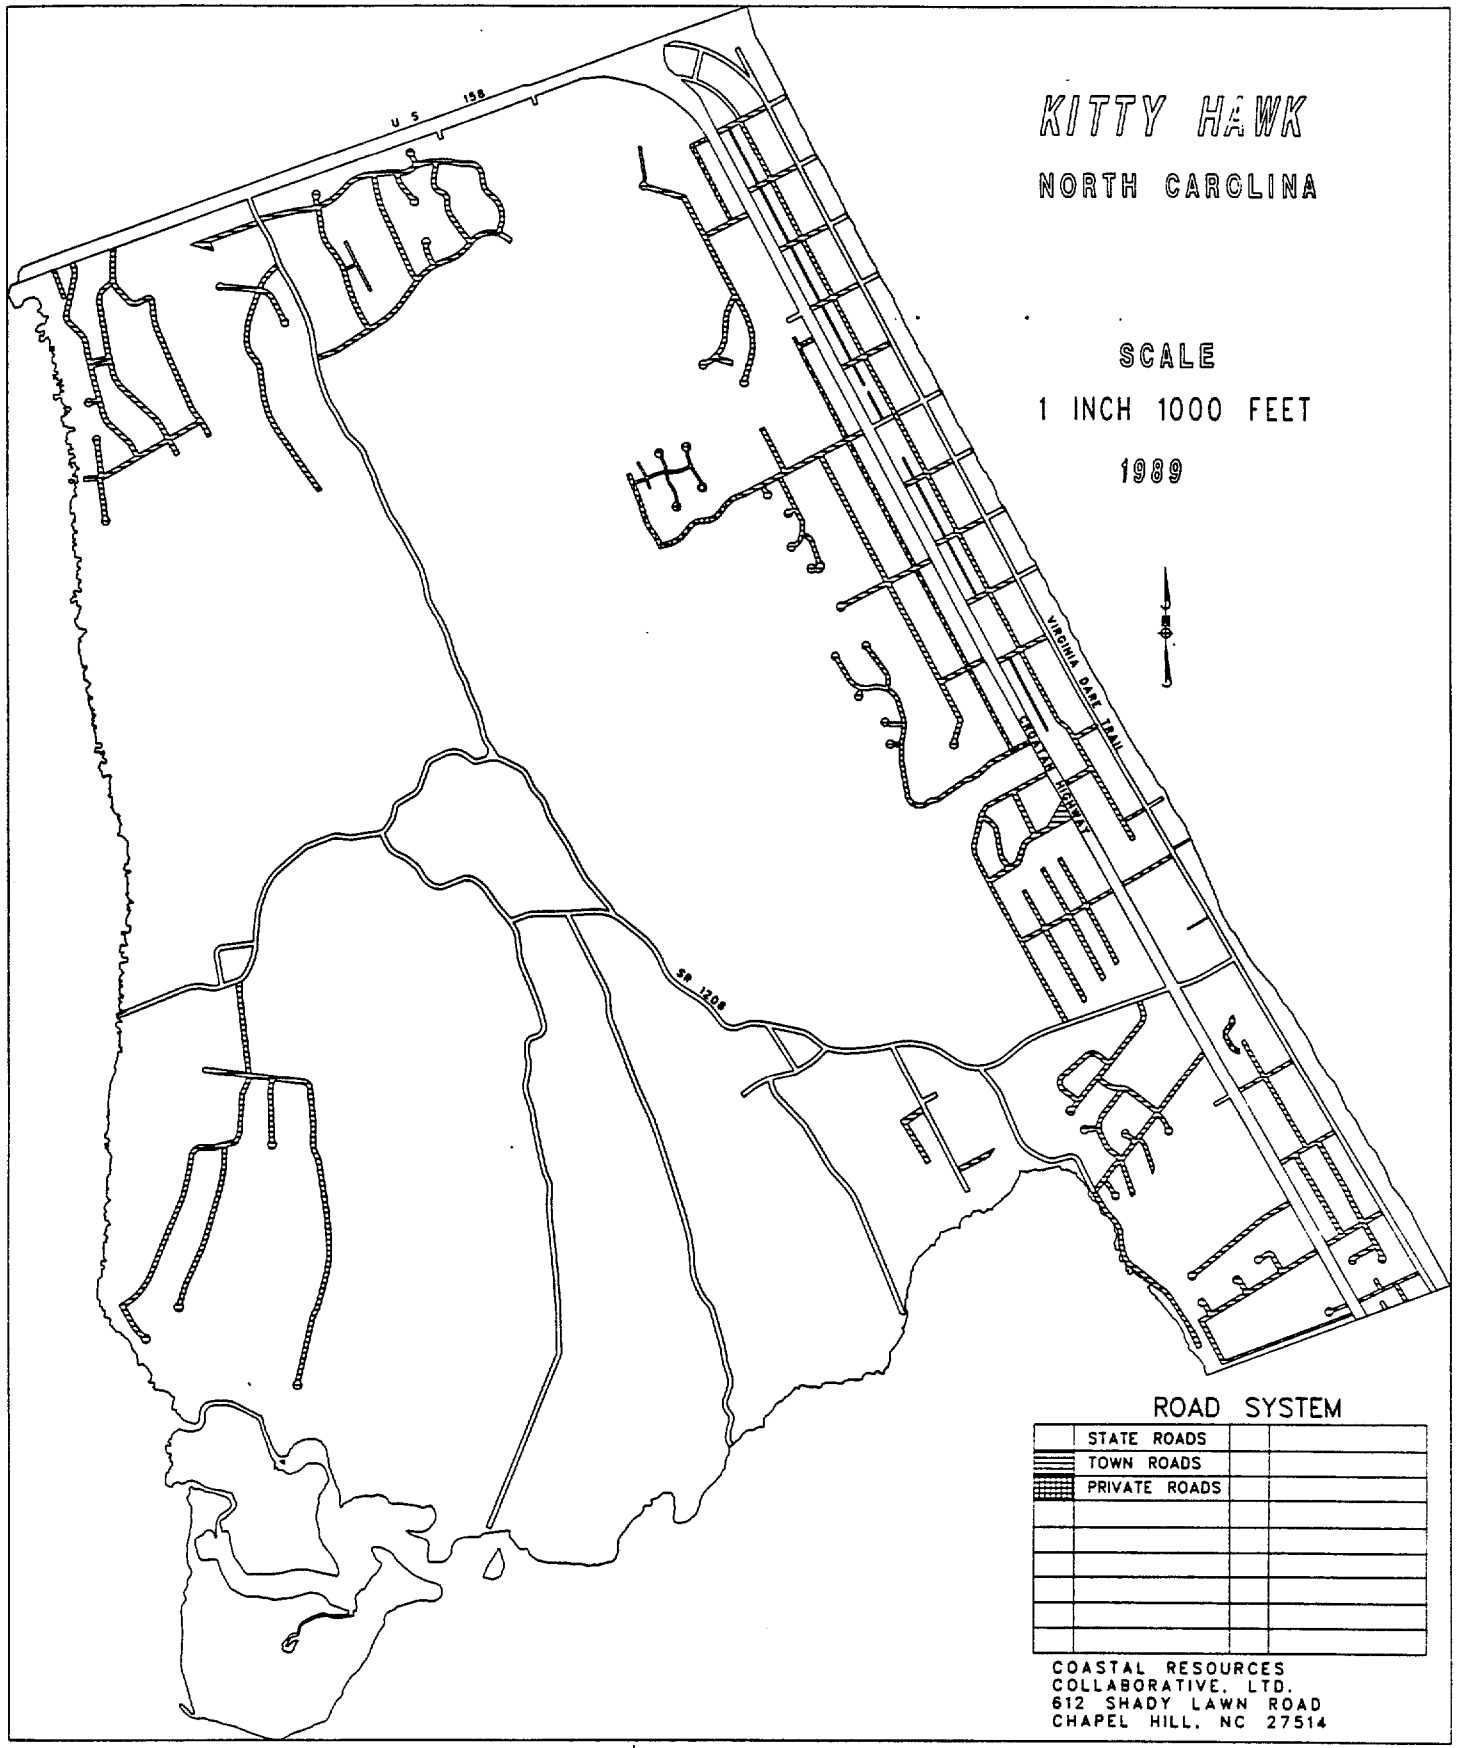 KITTY HAWK
NORTH CAROLINA
SCALE
1 INCH 1000 FEET
1989
U S 158
VIRGINIA DARE TRAIL
CROATAN HIGHWAY
SR 1208
ROAD SYSTEM
STATE ROADS
TOWN ROADS
PRIVATE ROADS
COASTAL RESOURCES
COLLABORATIVE, LTD.
612 SHADY LAWN ROAD
CHAPEL HILL, NC 27514